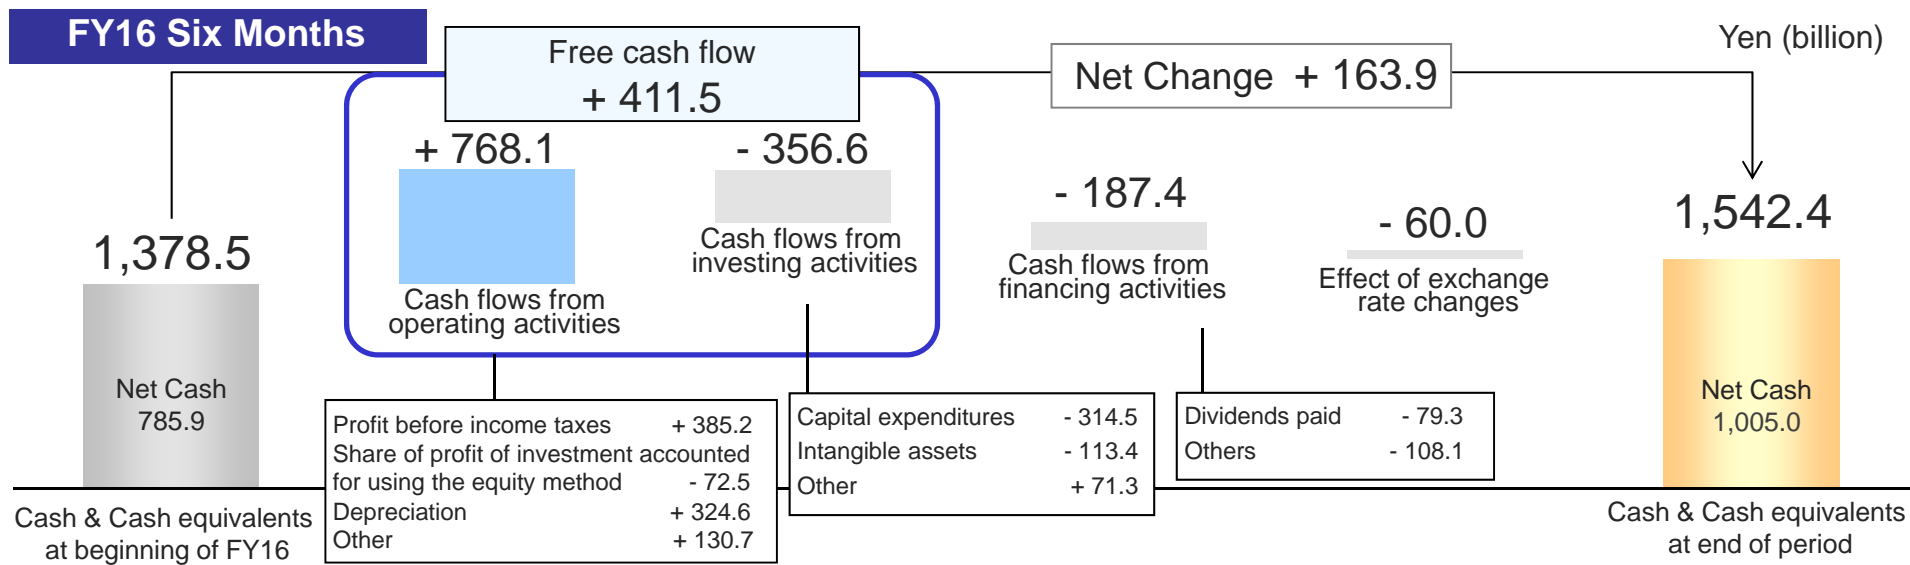 FY16 Six Months
Yen (billion)
Free cash flow
+ 411.5
Net Change + 163.9
+ 768.1
- 356.6
- 187.4
- 60.0
1,378.5
1,542.4
Cash flows from
operating activities
Cash flows from
investing activities
Cash flows from
financing activities
Effect of exchange
rate changes
Net Cash
785.9
Net Cash
1,005.0
Profit before income taxes + 385.2
Share of profit of investment accounted
for using the equity method - 72.5
Depreciation + 324.6
Other + 130.7
Capital expenditures - 314.5
Intangible assets - 113.4
Other + 71.3
Dividends paid - 79.3
Others - 108.1
Cash & Cash equivalents
at beginning of FY16
Cash & Cash equivalents
at end of period